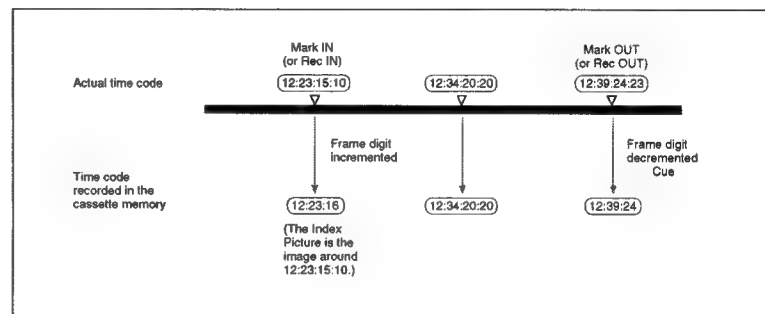 Mark IN
(or Rec IN)
Mark OUT
(or Rec OUT)
Actual time code
12:23:15:10
12:34:20:20
12:39:24:23
Frame digit
incremented
Frame digit
decremented
Cue
Time code
recorded in the
cassette memory
12:23:16
12:34:20:20
12:39:24
(The Index
Picture is the
image around
12:23:15:10.)